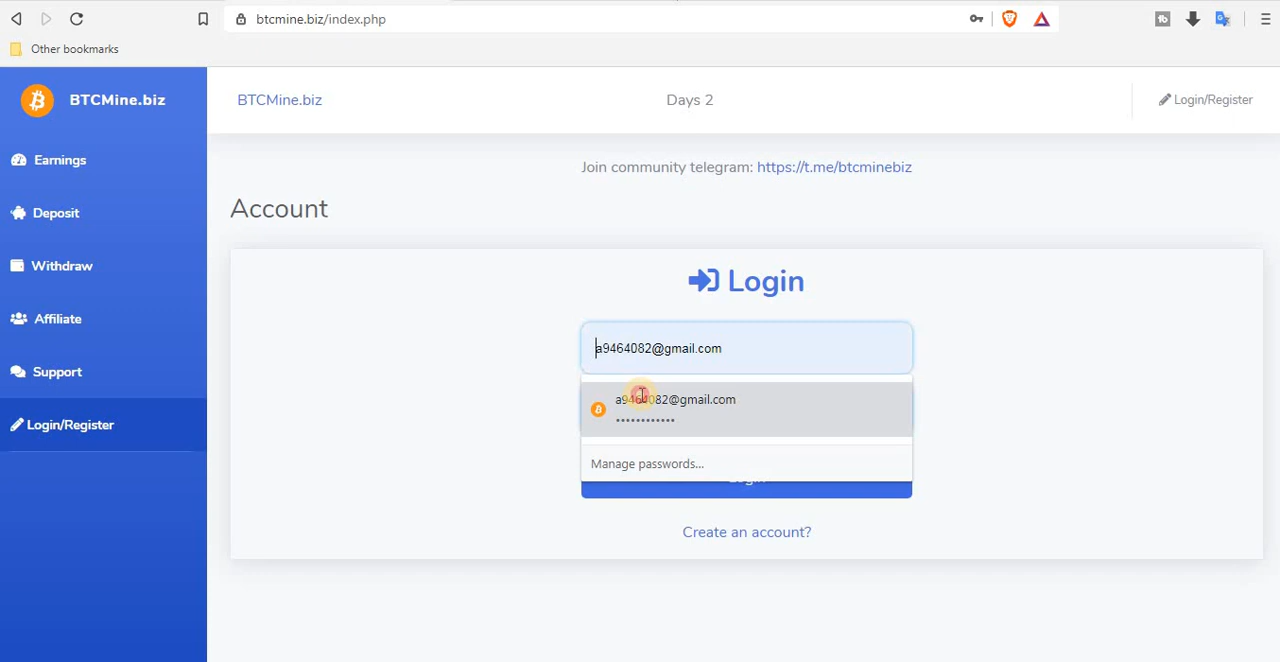 btcmine.biz/index.php
Other bookmarks
BTCMine.biz
BTCMine.biz
Days 2
Login/Register
Earnings
Deposit
Withdraw
Affiliate
Support
Login/Register
Join community telegram: https://t.me/btcminebiz
Account
Login
a9464082@gmail.com
a9464082@gmail.com
••••••••••••
Manage passwords...
Login
Create an account?